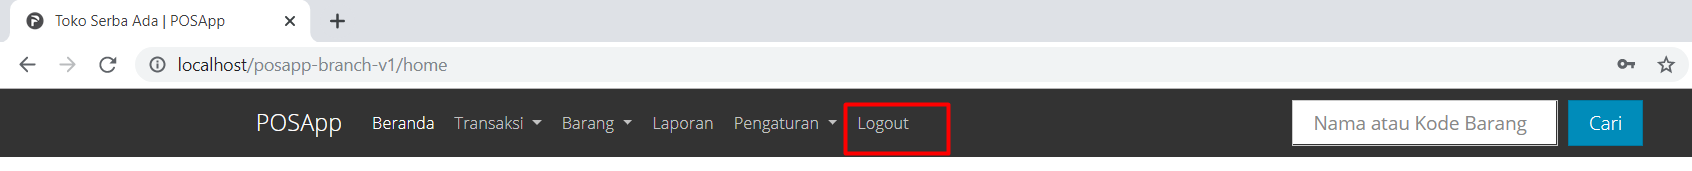 Toko Serba Ada | POSApp
localhost/posapp-branch-v1/home
POSApp Beranda Transaksi Barang Laporan Pengaturan Logout Nama atau Kode Barang Cari